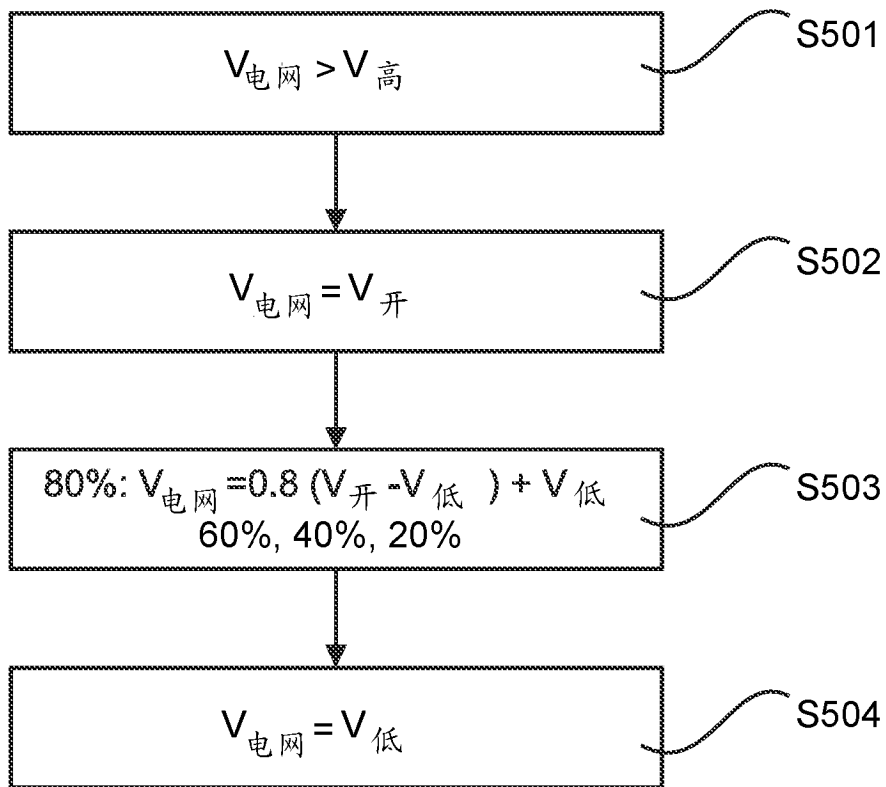 V电网 > V高
S501
V电网 = V开
S502
80%: V电网 =0.8 (V开 -V低 ) + V低
60%, 40%, 20%
S503
V电网 = V低
S504